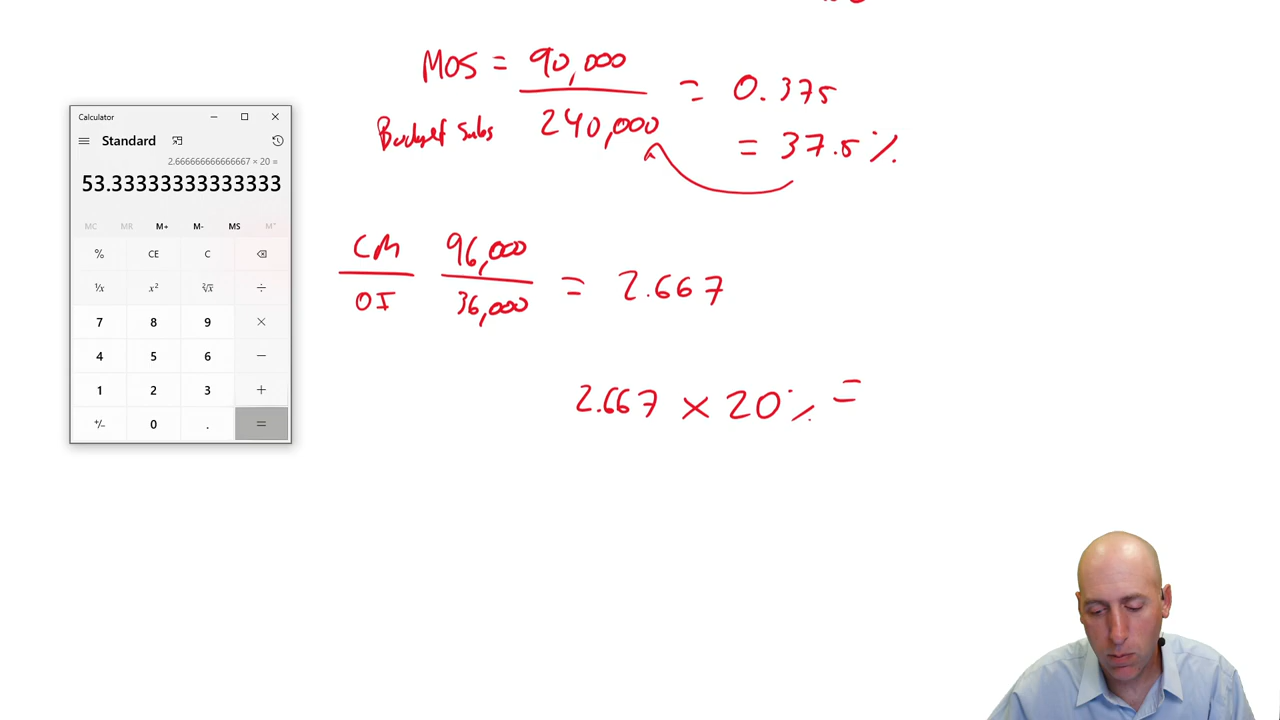 MOS = 90,000 / 240,000 = 0.375
Budget Sales
= 37.5%
CM / OI 96,000 / 36,000 = 2.667
2.667 × 20% =
Calculator
Standard
2.666666666666667 × 20 =
53.33333333333333
MC MR M+ M- MS M˅
% CE C
¹/x x² ²√x ÷
7 8 9 ×
4 5 6 −
1 2 3 +
+/− 0 . =